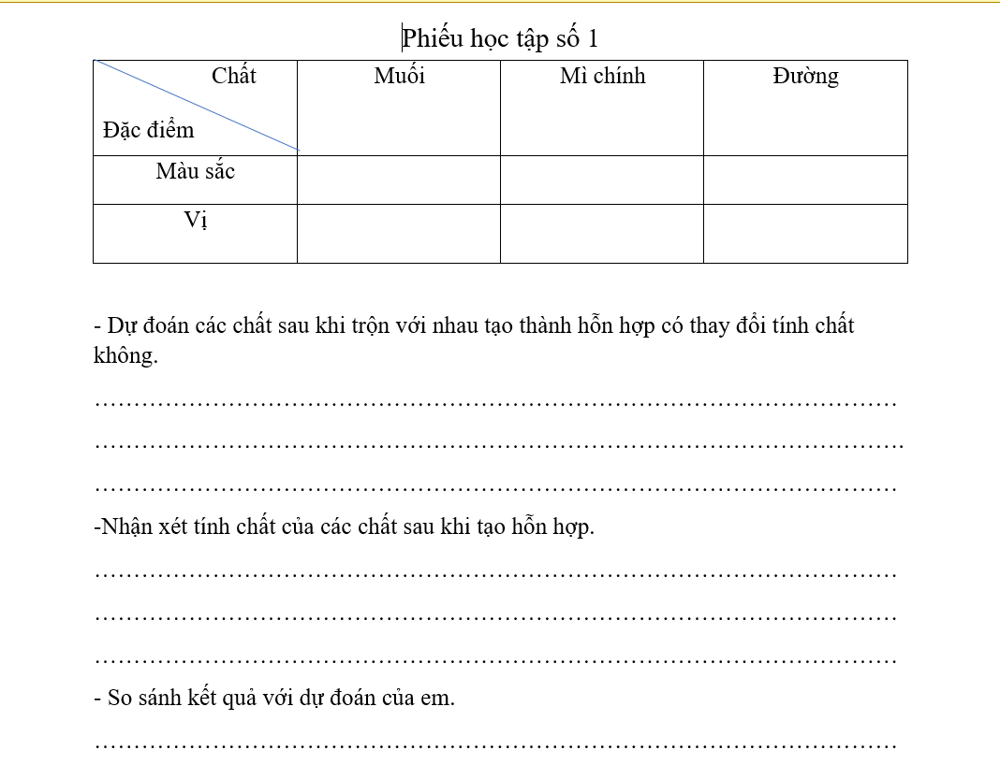 Phiếu học tập số 1
Chất Muối Mì chính Đường
Đặc điểm
Màu sắc
Vị
- Dự đoán các chất sau khi trộn với nhau tạo thành hỗn hợp có thay đổi tính chất
không.
……………………………………………………………………………………………
…………………………………………………………………………………………….
……………………………………………………………………………………………
-Nhận xét tính chất của các chất sau khi tạo hỗn hợp.
……………………………………………………………………………………………
……………………………………………………………………………………………
……………………………………………………………………………………………
- So sánh kết quả với dự đoán của em.
……………………………………………………………………………………………